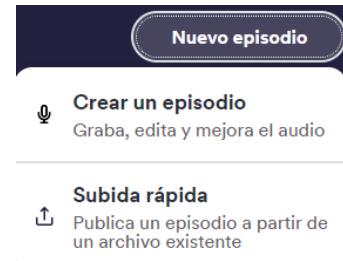 Nuevo episodio
Crear un episodio
Graba, edita y mejora el audio
Subida rápida
Publica un episodio a partir de
un archivo existente